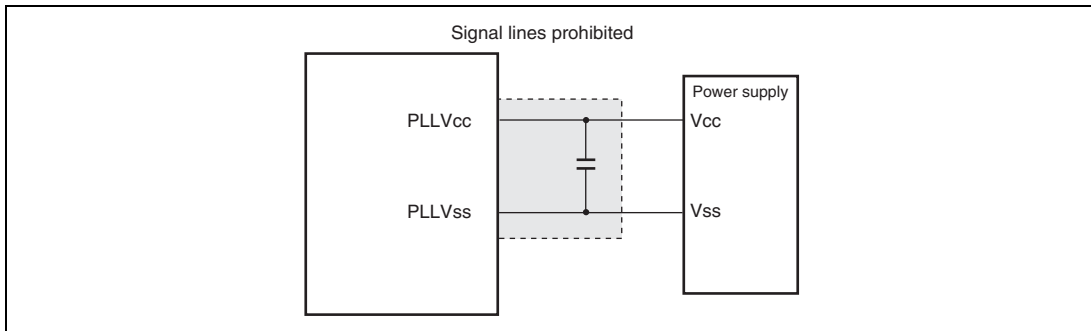 Signal lines prohibited
Power supply
PLLVcc
Vcc
PLLVss
Vss